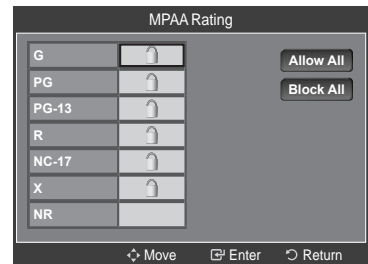 MPAA Rating
G
PG
PG-13
R
NC-17
X
NR
Allow All
Block All
Move Enter Return